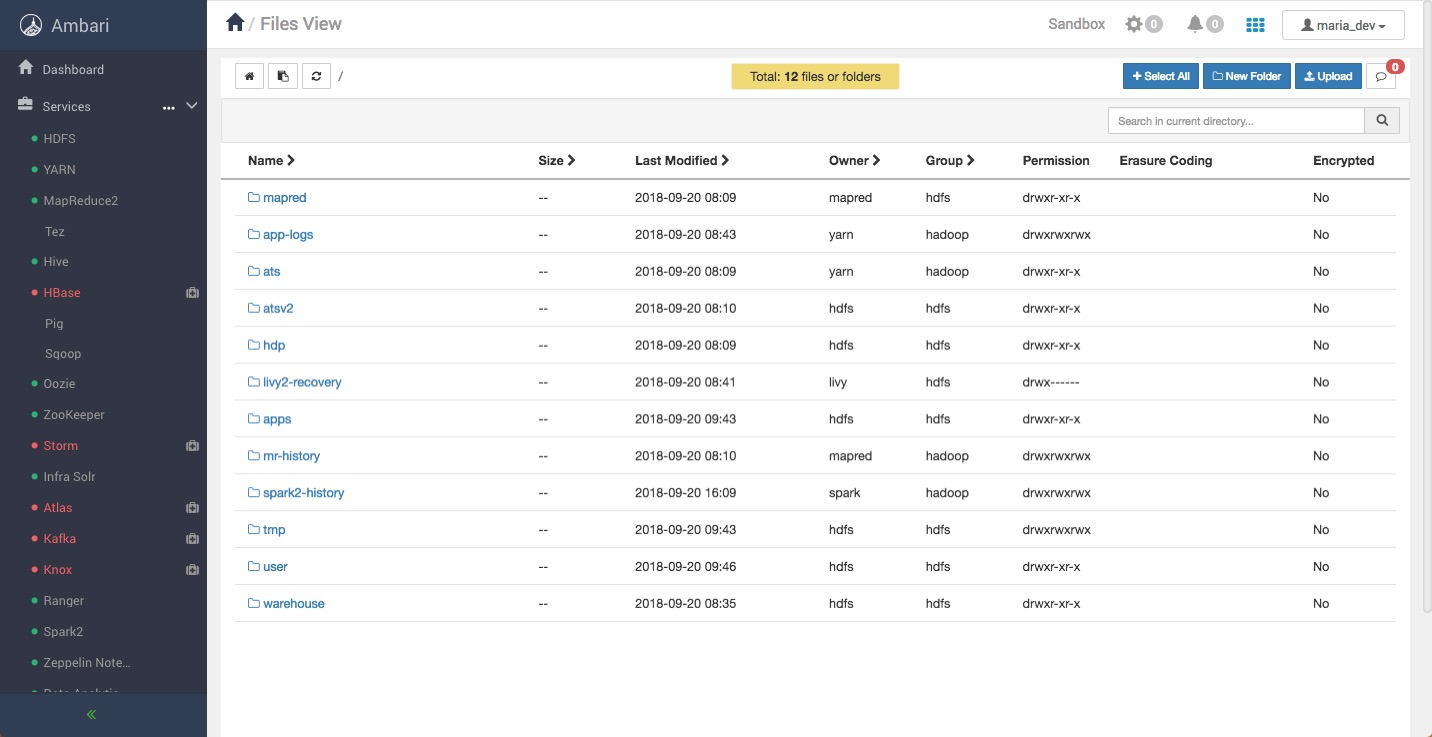 Ambari
/ Files View
Sandbox 0 0 maria_dev
Dashboard
Services ...
HDFS
YARN
MapReduce2
Tez
Hive
HBase
Pig
Sqoop
Oozie
ZooKeeper
Storm
Infra Solr
Atlas
Kafka
Knox
Ranger
Spark2
Zeppelin Note...
/
Total: 12 files or folders
Select All New Folder Upload 0
Search in current directory...
Name Size Last Modified Owner Group Permission Erasure Coding Encrypted
mapred -- 2018-09-20 08:09 mapred hdfs drwxr-xr-x No
app-logs -- 2018-09-20 08:43 yarn hadoop drwxrwxrwx No
ats -- 2018-09-20 08:09 yarn hadoop drwxr-xr-x No
atsv2 -- 2018-09-20 08:10 hdfs hdfs drwxr-xr-x No
hdp -- 2018-09-20 08:09 hdfs hdfs drwxr-xr-x No
livy2-recovery -- 2018-09-20 08:41 livy hdfs drwx------ No
apps -- 2018-09-20 09:43 hdfs hdfs drwxr-xr-x No
mr-history -- 2018-09-20 08:10 mapred hadoop drwxrwxrwx No
spark2-history -- 2018-09-20 16:09 spark hadoop drwxrwxrwx No
tmp -- 2018-09-20 09:43 hdfs hdfs drwxrwxrwx No
user -- 2018-09-20 09:46 hdfs hdfs drwxr-xr-x No
warehouse -- 2018-09-20 08:35 hdfs hdfs drwxr-xr-x No